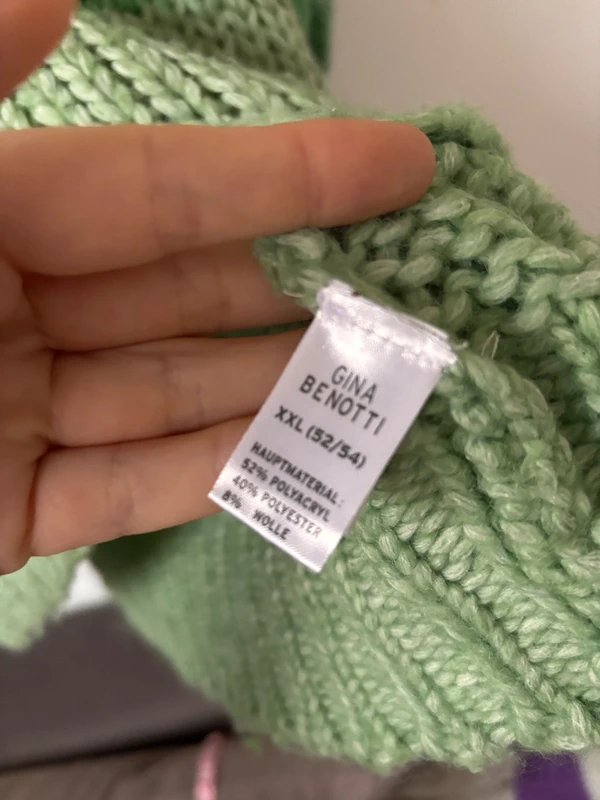 GINA
BENOTTI
XXL (52/54)
HAUPTMATERIAL:
52% POLYACRYL
40% POLYESTER
8% WOLLE